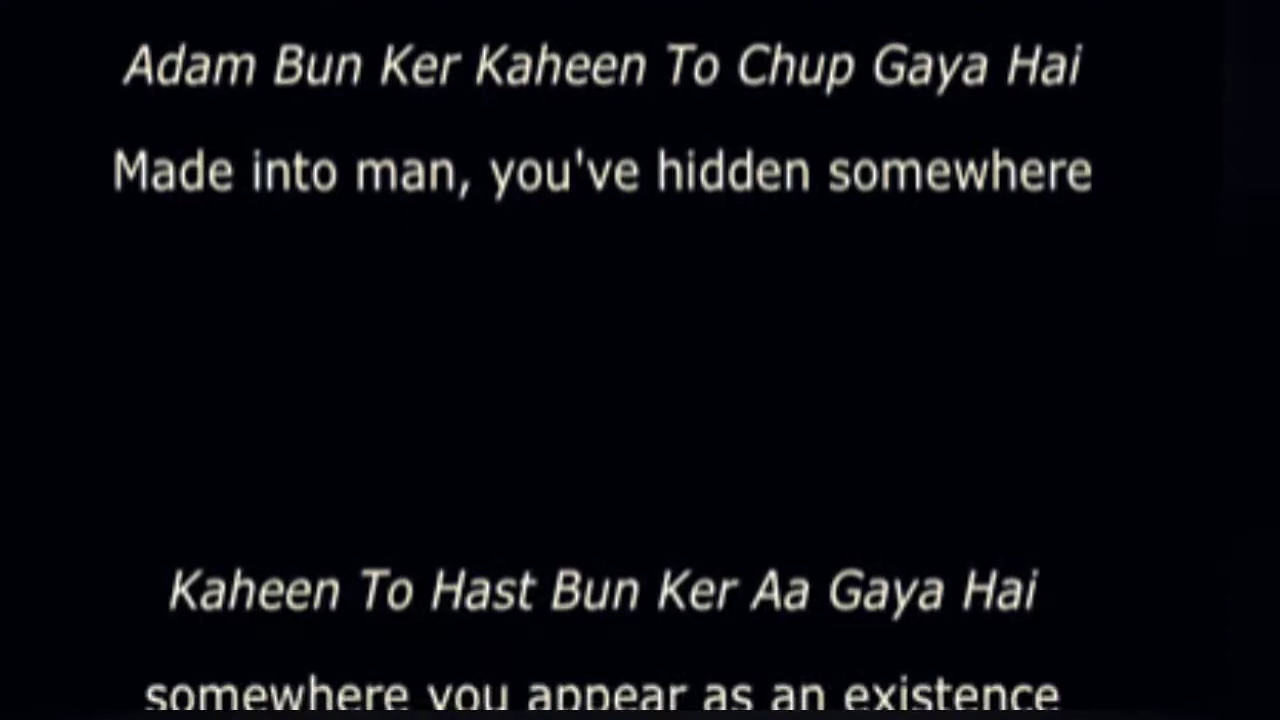 Adam Bun Ker Kaheen To Chup Gaya Hai
Made into man, you've hidden somewhere
Kaheen To Hast Bun Ker Aa Gaya Hai
somewhere you appear as an existence